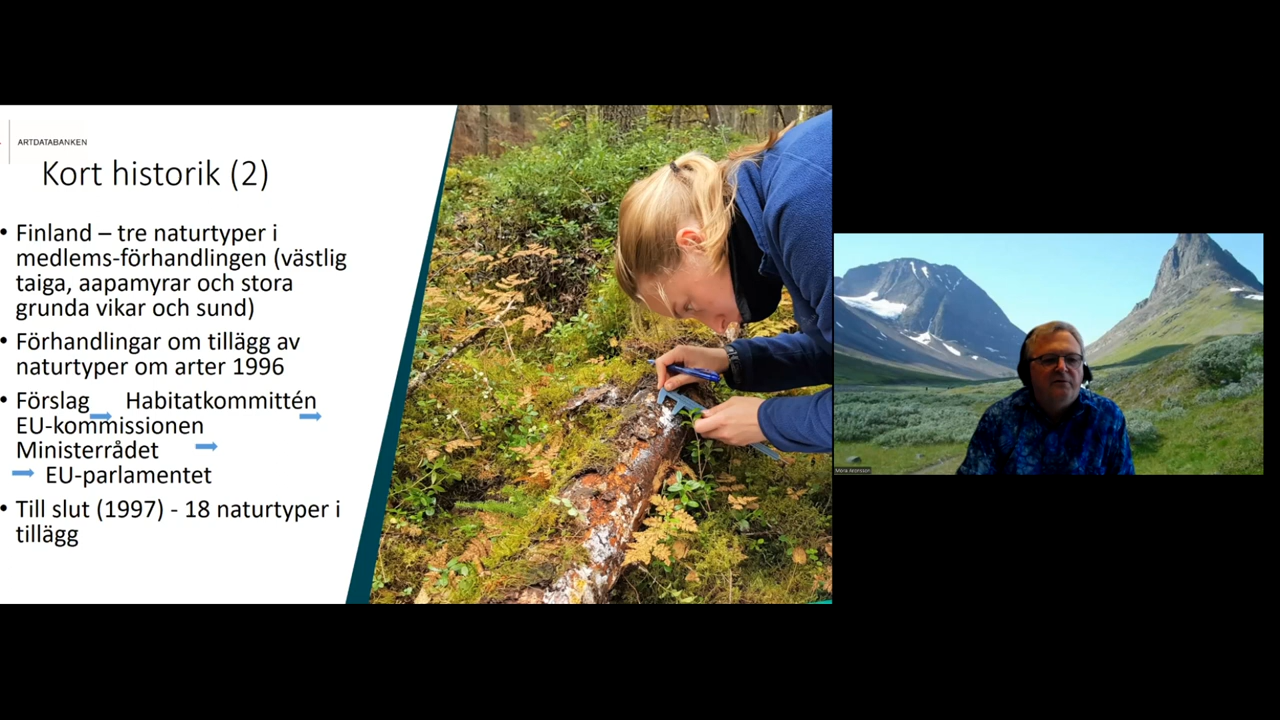 ARTDATABANKEN
Kort historik (2)
• Finland – tre naturtyper i
medlems-förhandlingen (västlig
taiga, aapamyrar och stora
grunda vikar och sund)
• Förhandlingar om tillägg av
naturtyper om arter 1996
• Förslag Habitatkommittén
EU-kommissionen
Ministerrådet
EU-parlamentet
• Till slut (1997) - 18 naturtyper i
tillägg
Mora Aronsson